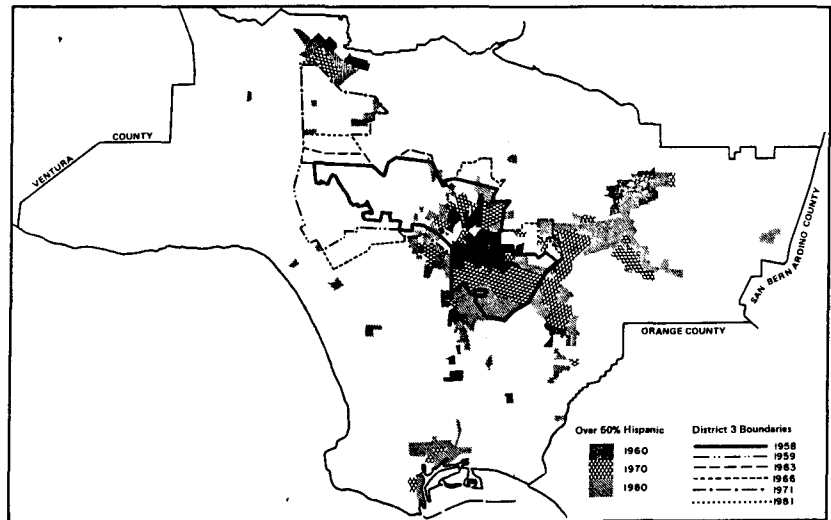 VENTURA COUNTY
SAN BERNARDINO COUNTY
ORANGE COUNTY
Over 50% Hispanic
1960
1970
1980
District 3 Boundaries
1958
1959
1963
1966
1971
1981